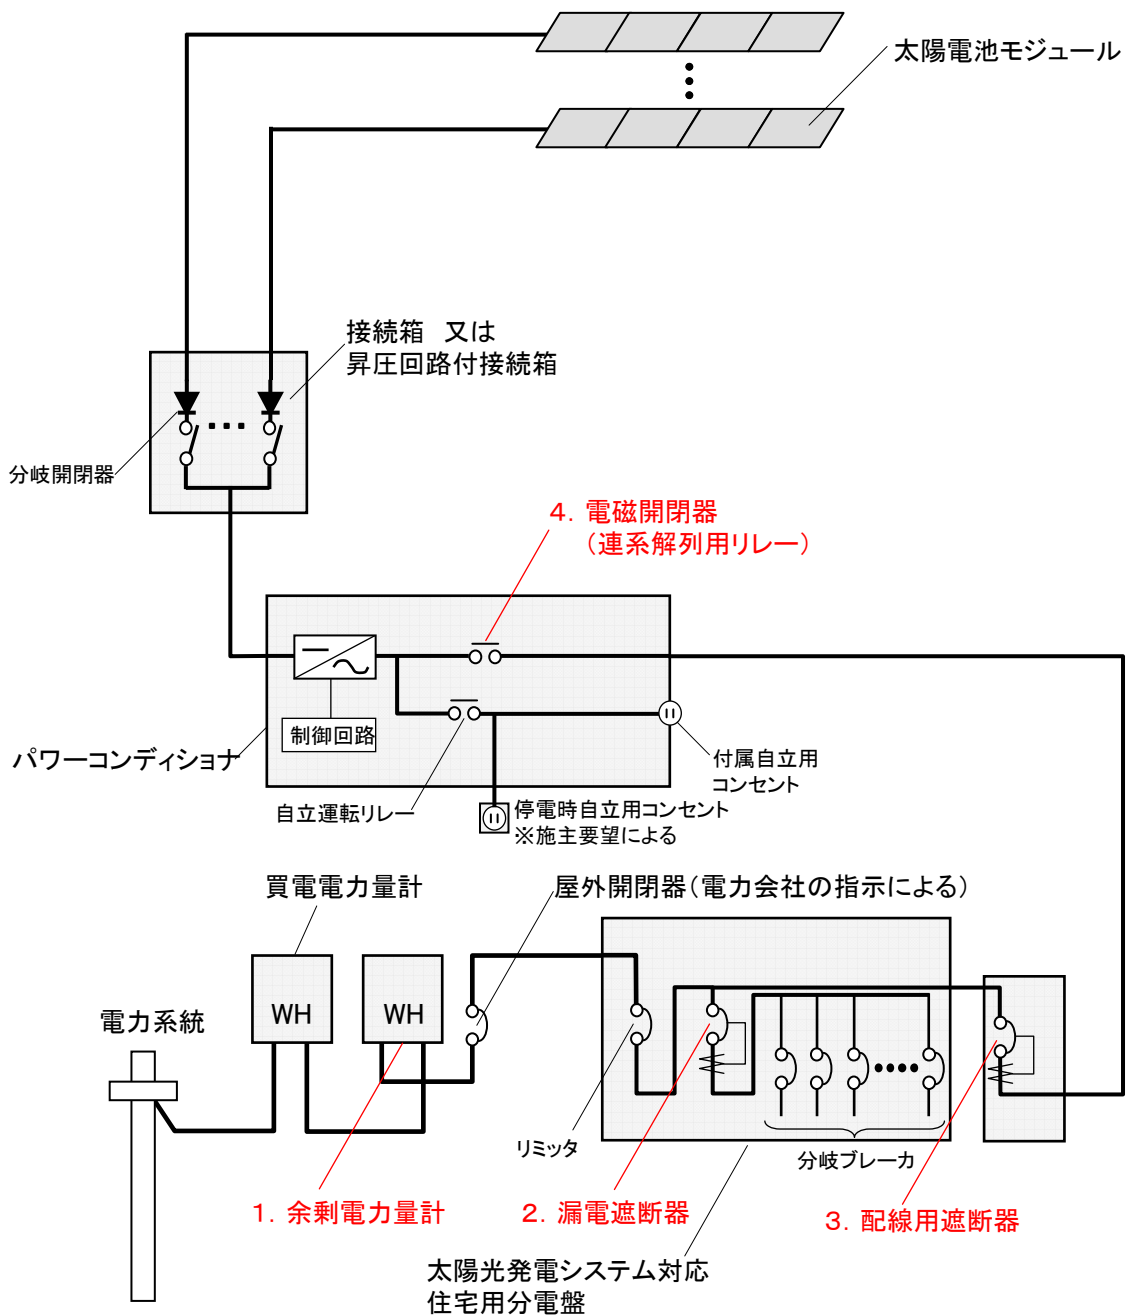 太陽電池モジュール
接続箱　又は
昇圧回路付接続箱
分岐開閉器
４．電磁開閉器
（連系解列用リレー）
制御回路
パワーコンディショナ
付属自立用
コンセント
自立運転リレー
停電時自立用コンセント
※施主要望による
買電電力量計
屋外開閉器（電力会社の指示による）
WH
WH
電力系統
リミッタ
分岐ブレーカ
１．余剰電力量計
２．漏電遮断器
３．配線用遮断器
太陽光発電システム対応
住宅用分電盤